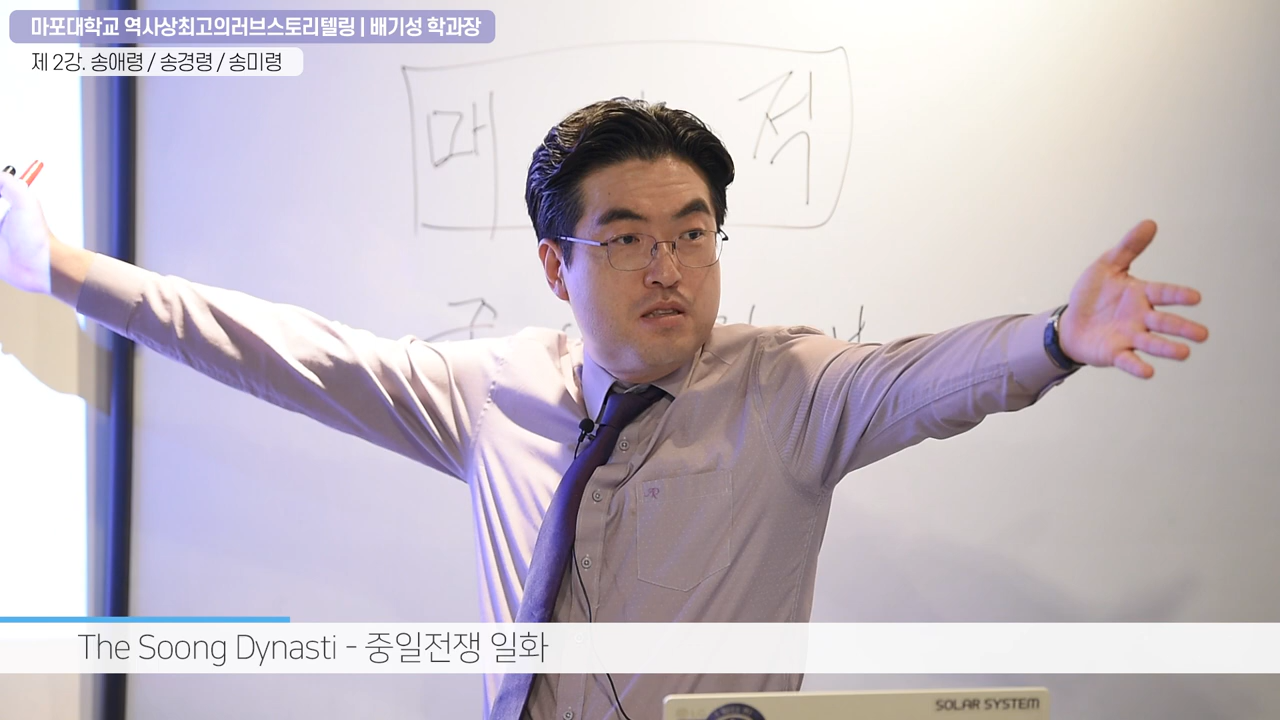 마포대학교 역사상최고의러브스토리텔링 | 배기성 학과장
제 2강. 송애령 / 송경령 / 송미령
매 적
The Soong Dynasti - 중일전쟁 일화
SOLAR SYSTEM